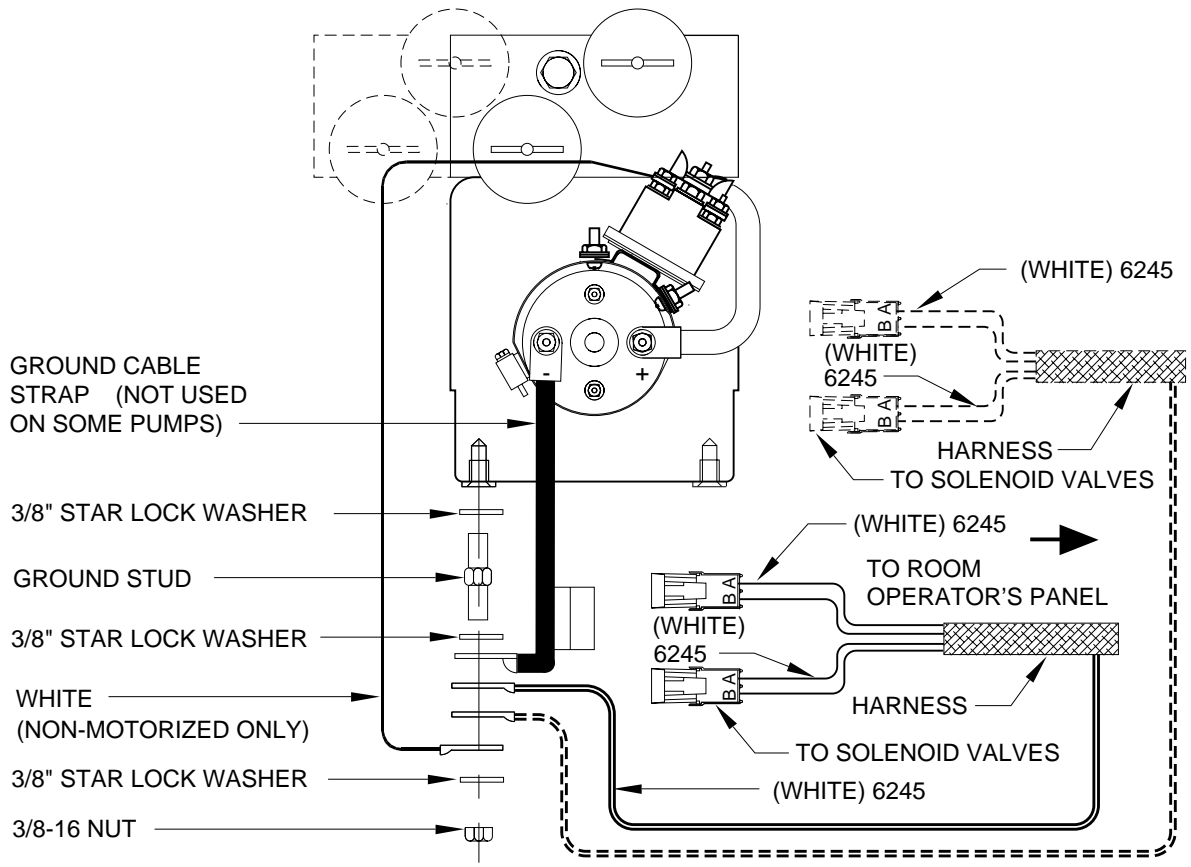 (WHITE) 6245
B A
(WHITE)
6245
B A
GROUND CABLE
STRAP (NOT USED
ON SOME PUMPS)
- +
HARNESS
TO SOLENOID VALVES
3/8" STAR LOCK WASHER
(WHITE) 6245
GROUND STUD
TO ROOM
OPERATOR'S PANEL
B A
(WHITE)
6245
3/8" STAR LOCK WASHER
B A
WHITE
(NON-MOTORIZED ONLY)
HARNESS
TO SOLENOID VALVES
3/8" STAR LOCK WASHER
(WHITE) 6245
3/8-16 NUT